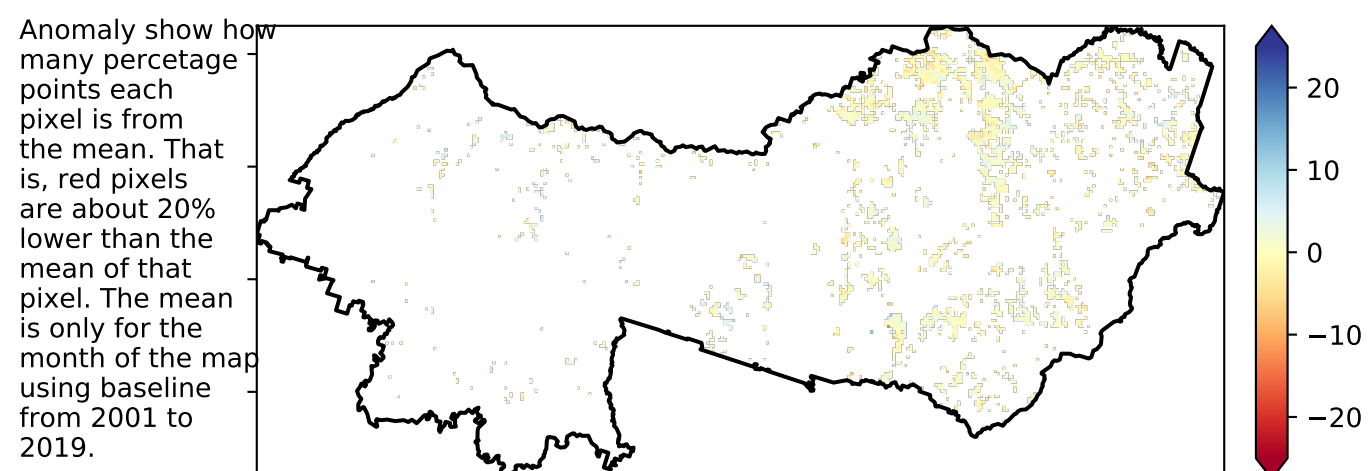 Anomaly show how
many percetage
points each
pixel is from
the mean. That
is, red pixels
are about 20%
lower than the
mean of that
pixel. The mean
is only for the
month of the map
using baseline
from 2001 to
2019.
20
10
0
−10
−20